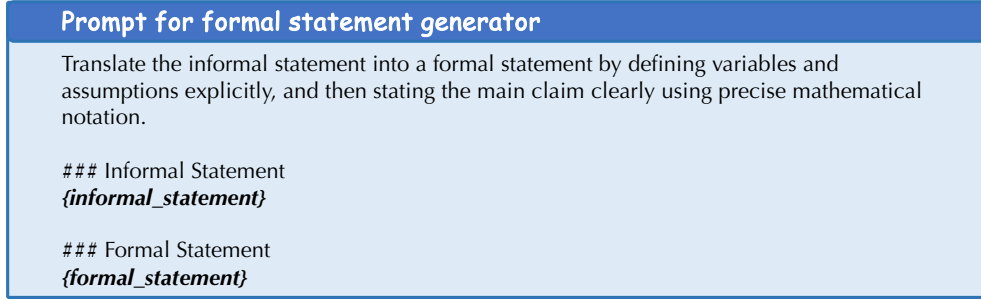 Prompt for formal statement generator
Translate the informal statement into a formal statement by defining variables and
assumptions explicitly, and then stating the main claim clearly using precise mathematical
notation.
### Informal Statement
{informal_statement}
### Formal Statement
{formal_statement}